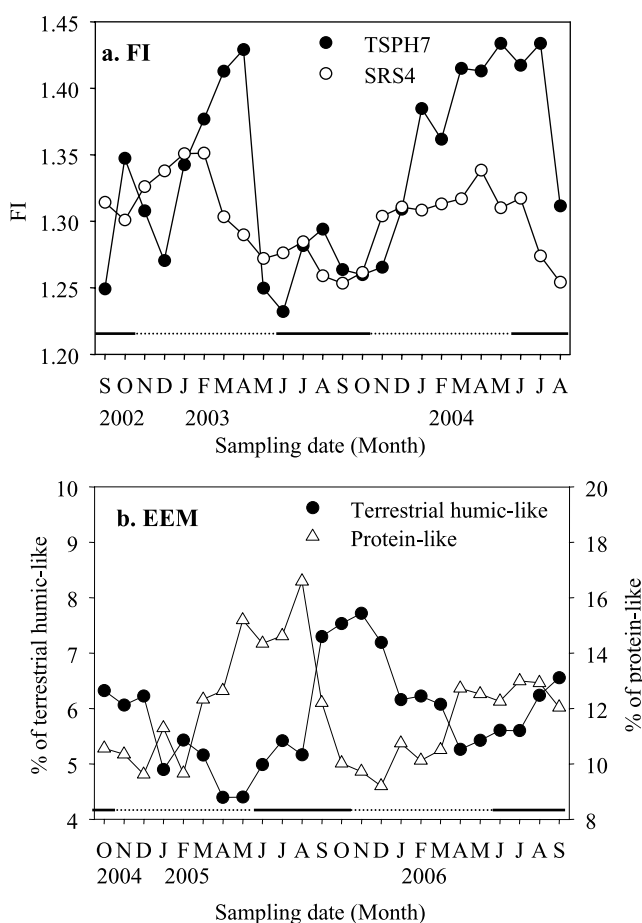 1.45
a. FI
TSPH7
SRS4
1.40
1.35
FI
1.30
1.25
1.20
S O N D J F M A M J J A S O N D J F M A M J J A
2002 2003 2004
Sampling date (Month)
10 20
b. EEM
Terrestrial humic-like
Protein-like
9 18
8 16
% of terrestrial humic-like
7 14
% of protein-like
6 12
5 10
4 8
O N D J F M A M J J A S O N D J F M A M J J A S
2004 2005 2006
Sampling date (Month)